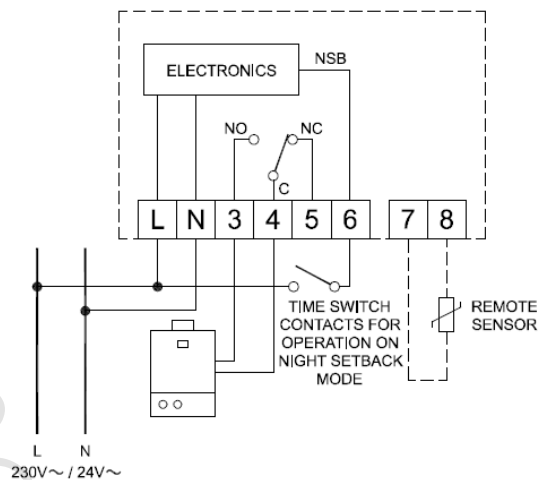 ELECTRONICS
NSB
NO
NC
C
L N 3 4 5 6 7 8
TIME SWITCH
CONTACTS FOR
OPERATION ON
NIGHT SETBACK
MODE
REMOTE
SENSOR
L N
230V～ / 24V～